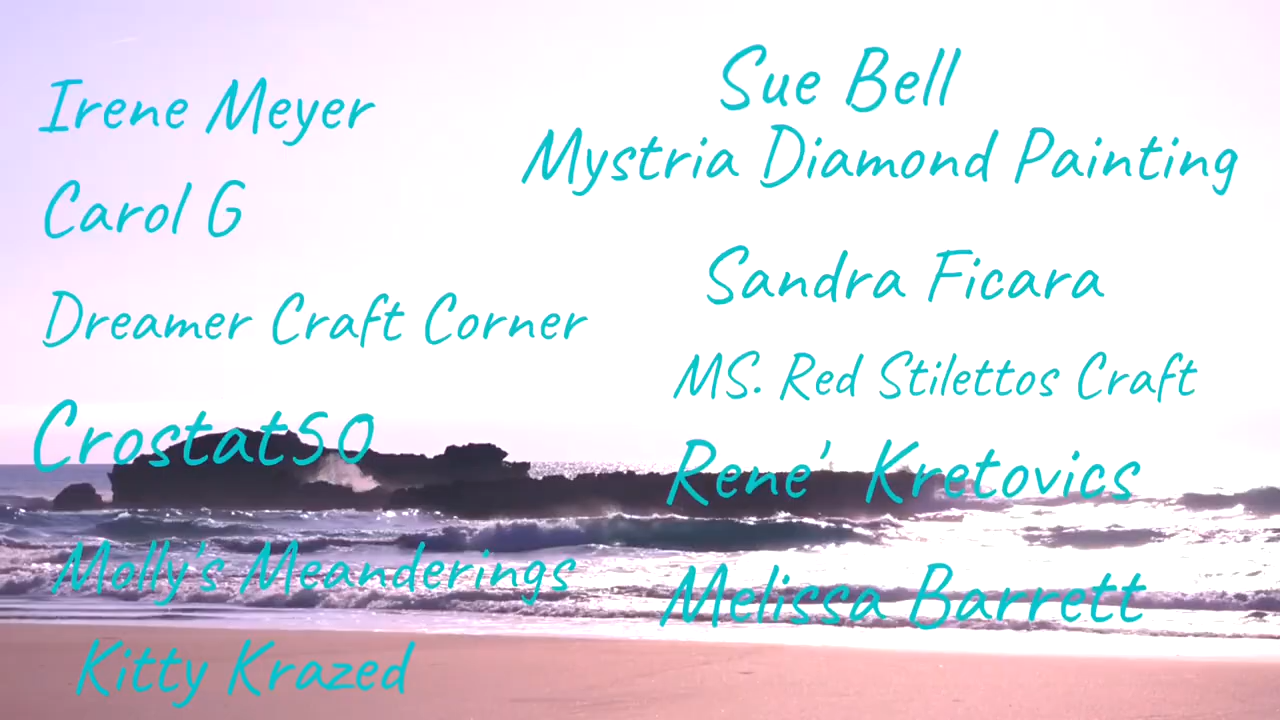 Irene Meyer
Carol G
Dreamer Craft Corner
Crostat50
Molly's Meanderings
Kitty Krazed
Sue Bell
Mystria Diamond Painting
Sandra Ficara
MS. Red Stilettos Craft
Rene' Kretovics
Melissa Barrett